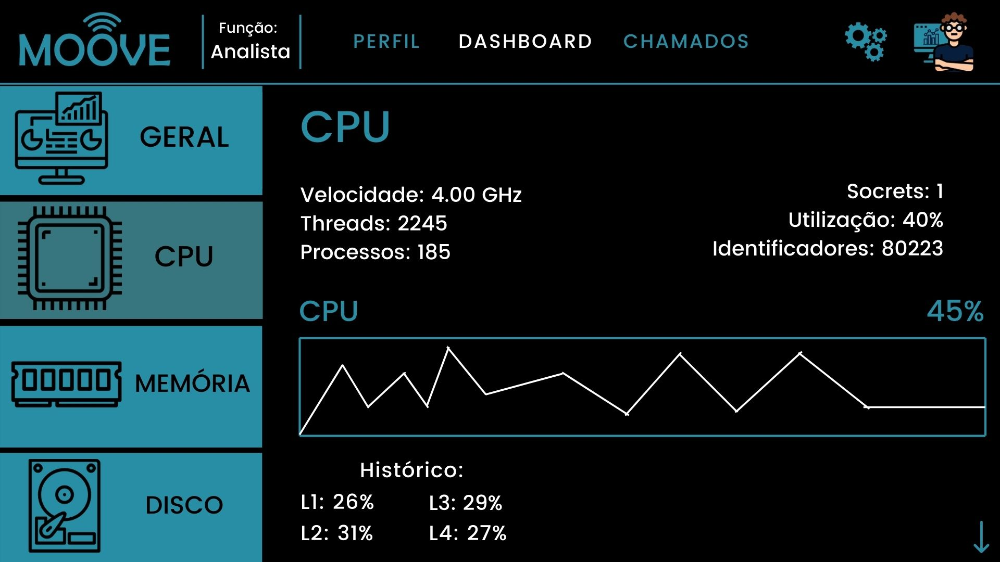 MOOVE
Função:
Analista
PERFIL
DASHBOARD
CHAMADOS
GERAL
CPU
MEMÓRIA
DISCO
CPU
Velocidade: 4.00 GHz
Threads: 2245
Processos: 185
Socrets: 1
Utilização: 40%
Identificadores: 80223
CPU
45%
Histórico:
L1: 26%
L3: 29%
L2: 31%
L4: 27%